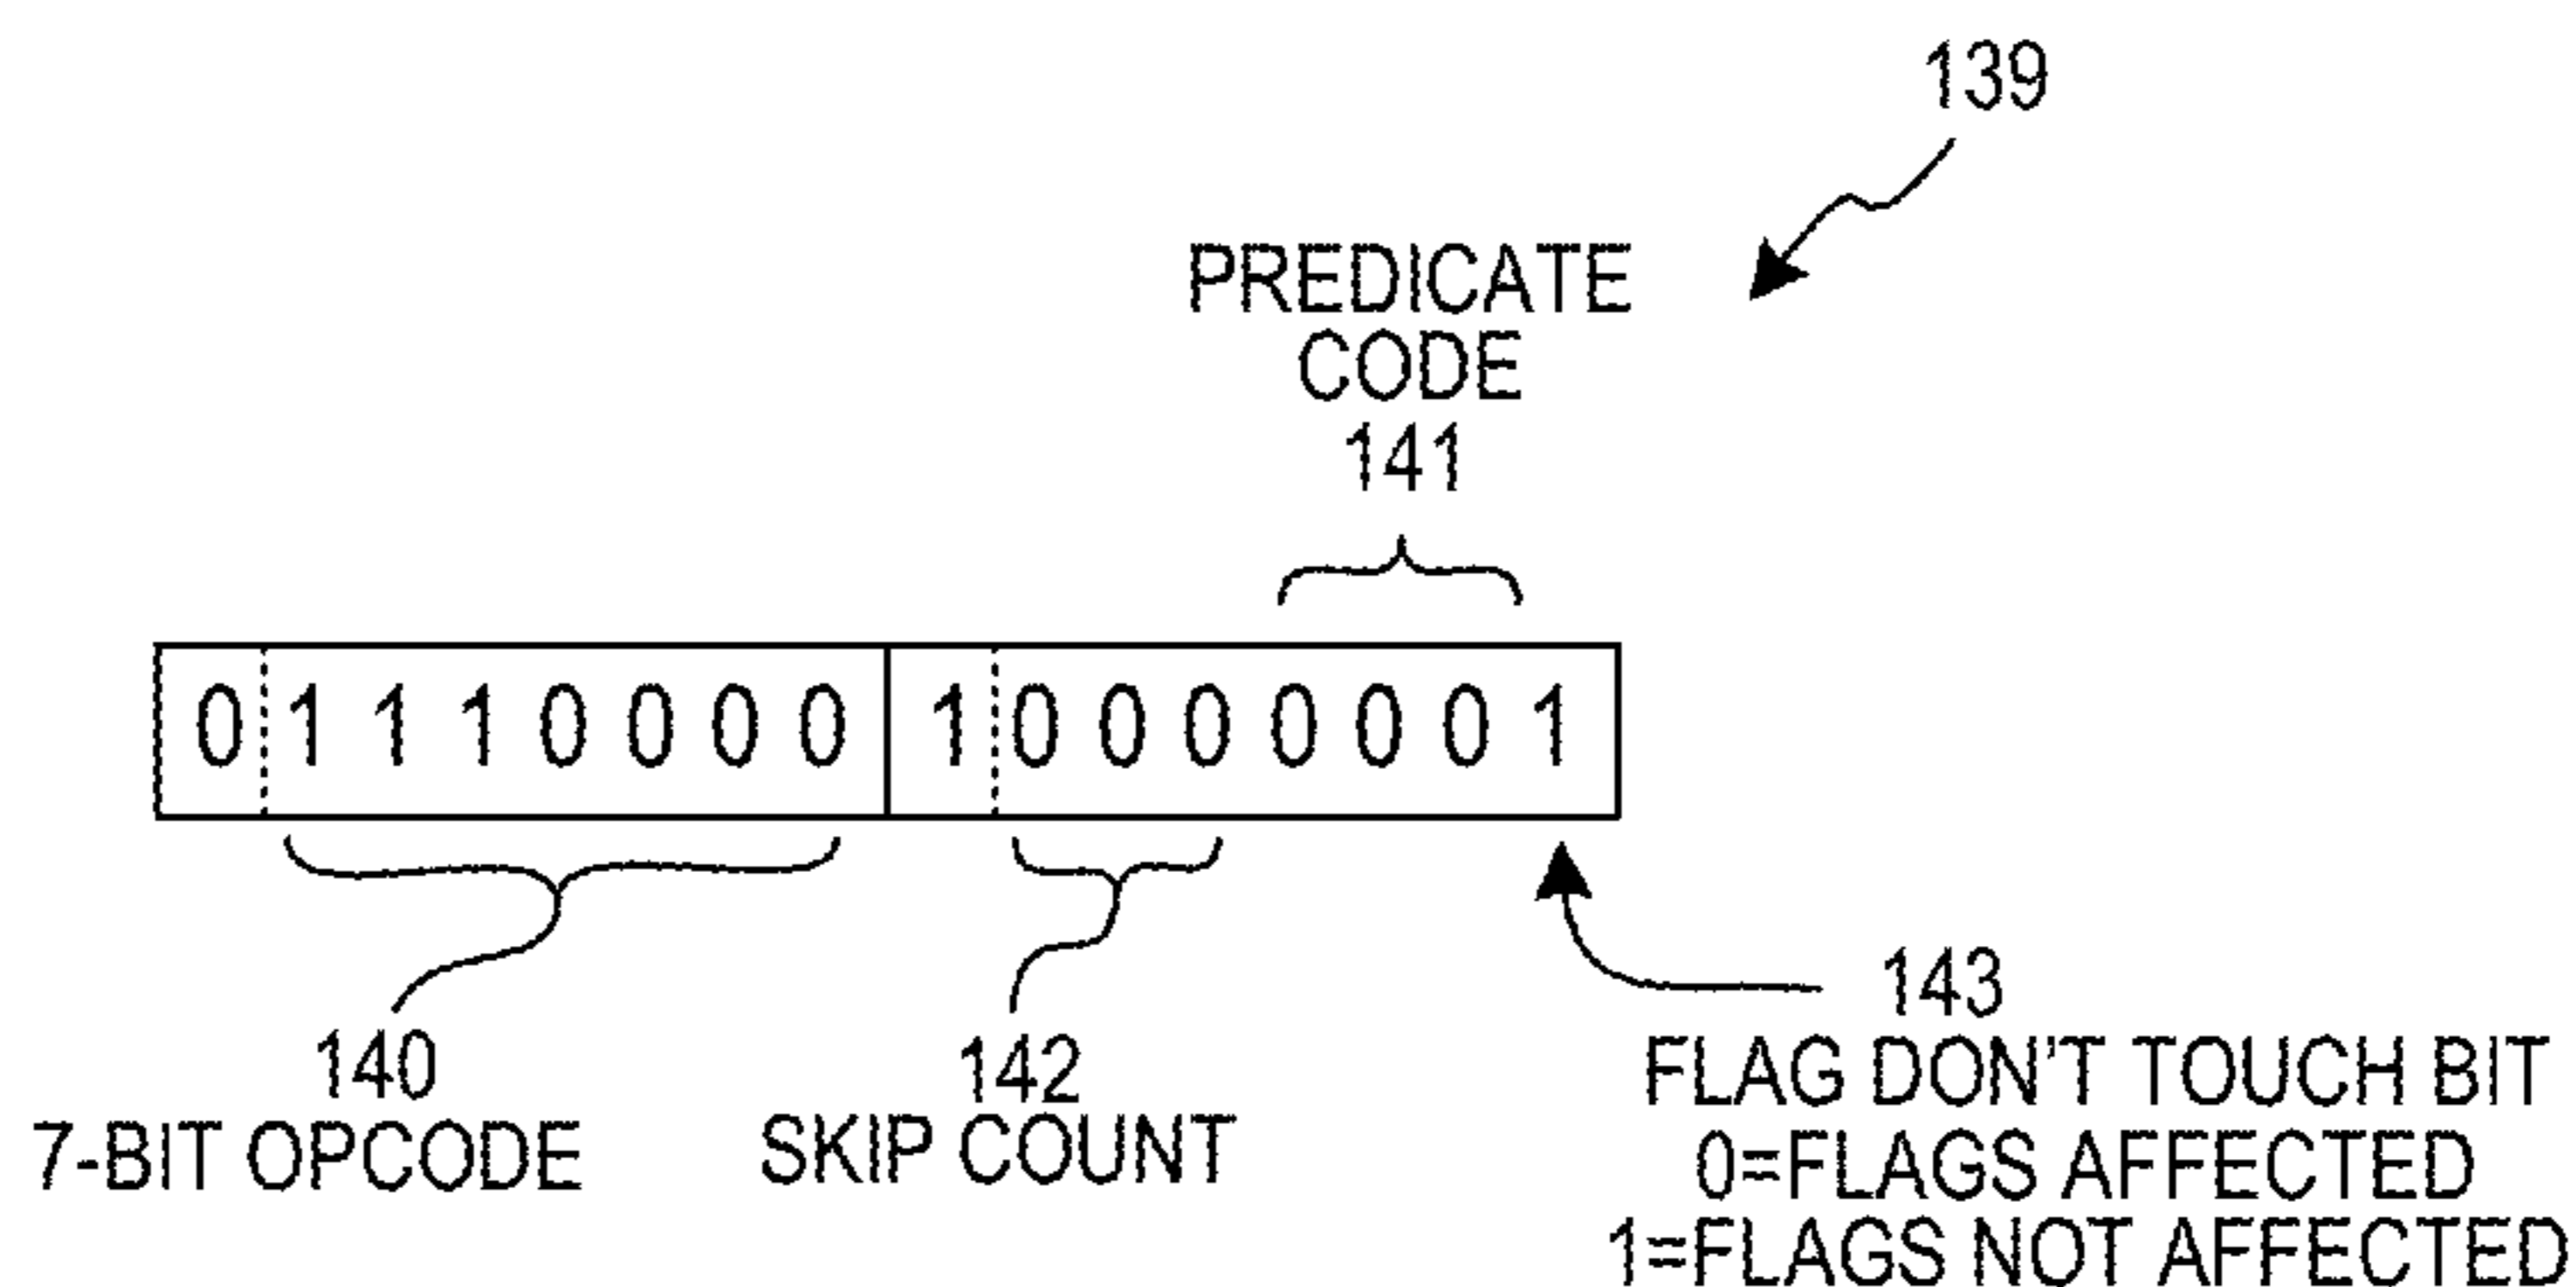 139
PREDICATE
CODE
141
0 1 1 1 0 0 0 0 1 0 0 0 0 0 0 1
140
7-BIT OPCODE
142
SKIP COUNT
143
FLAG DON'T TOUCH BIT
0=FLAGS AFFECTED
1=FLAGS NOT AFFECTED